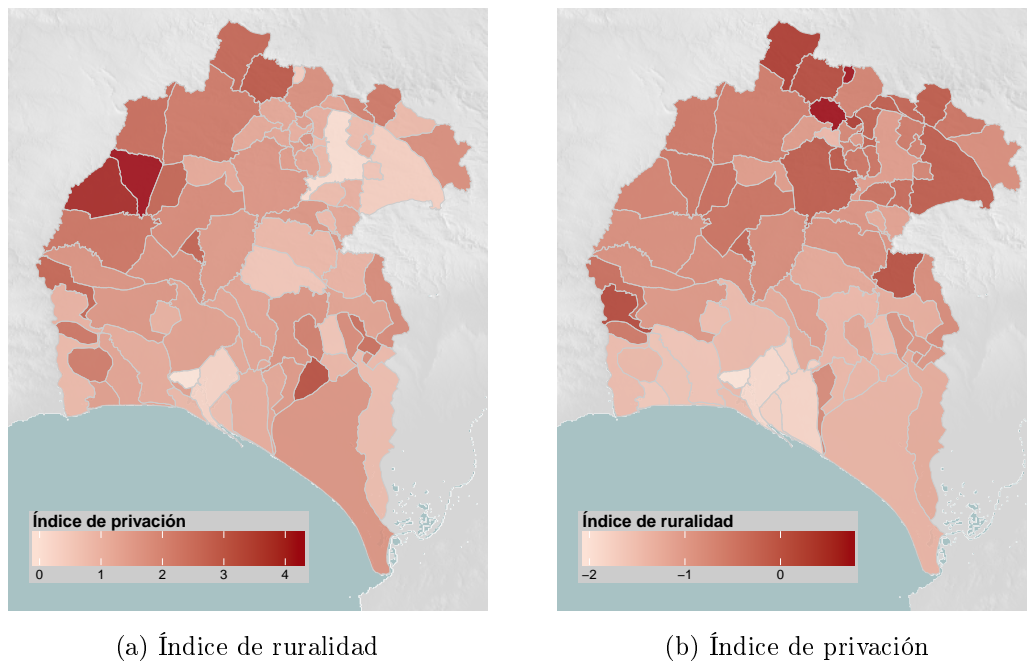 Índice de privación
0 1 2 3 4
Índice de ruralidad
−2 −1 0
(a) Índice de ruralidad
(b) Índice de privación